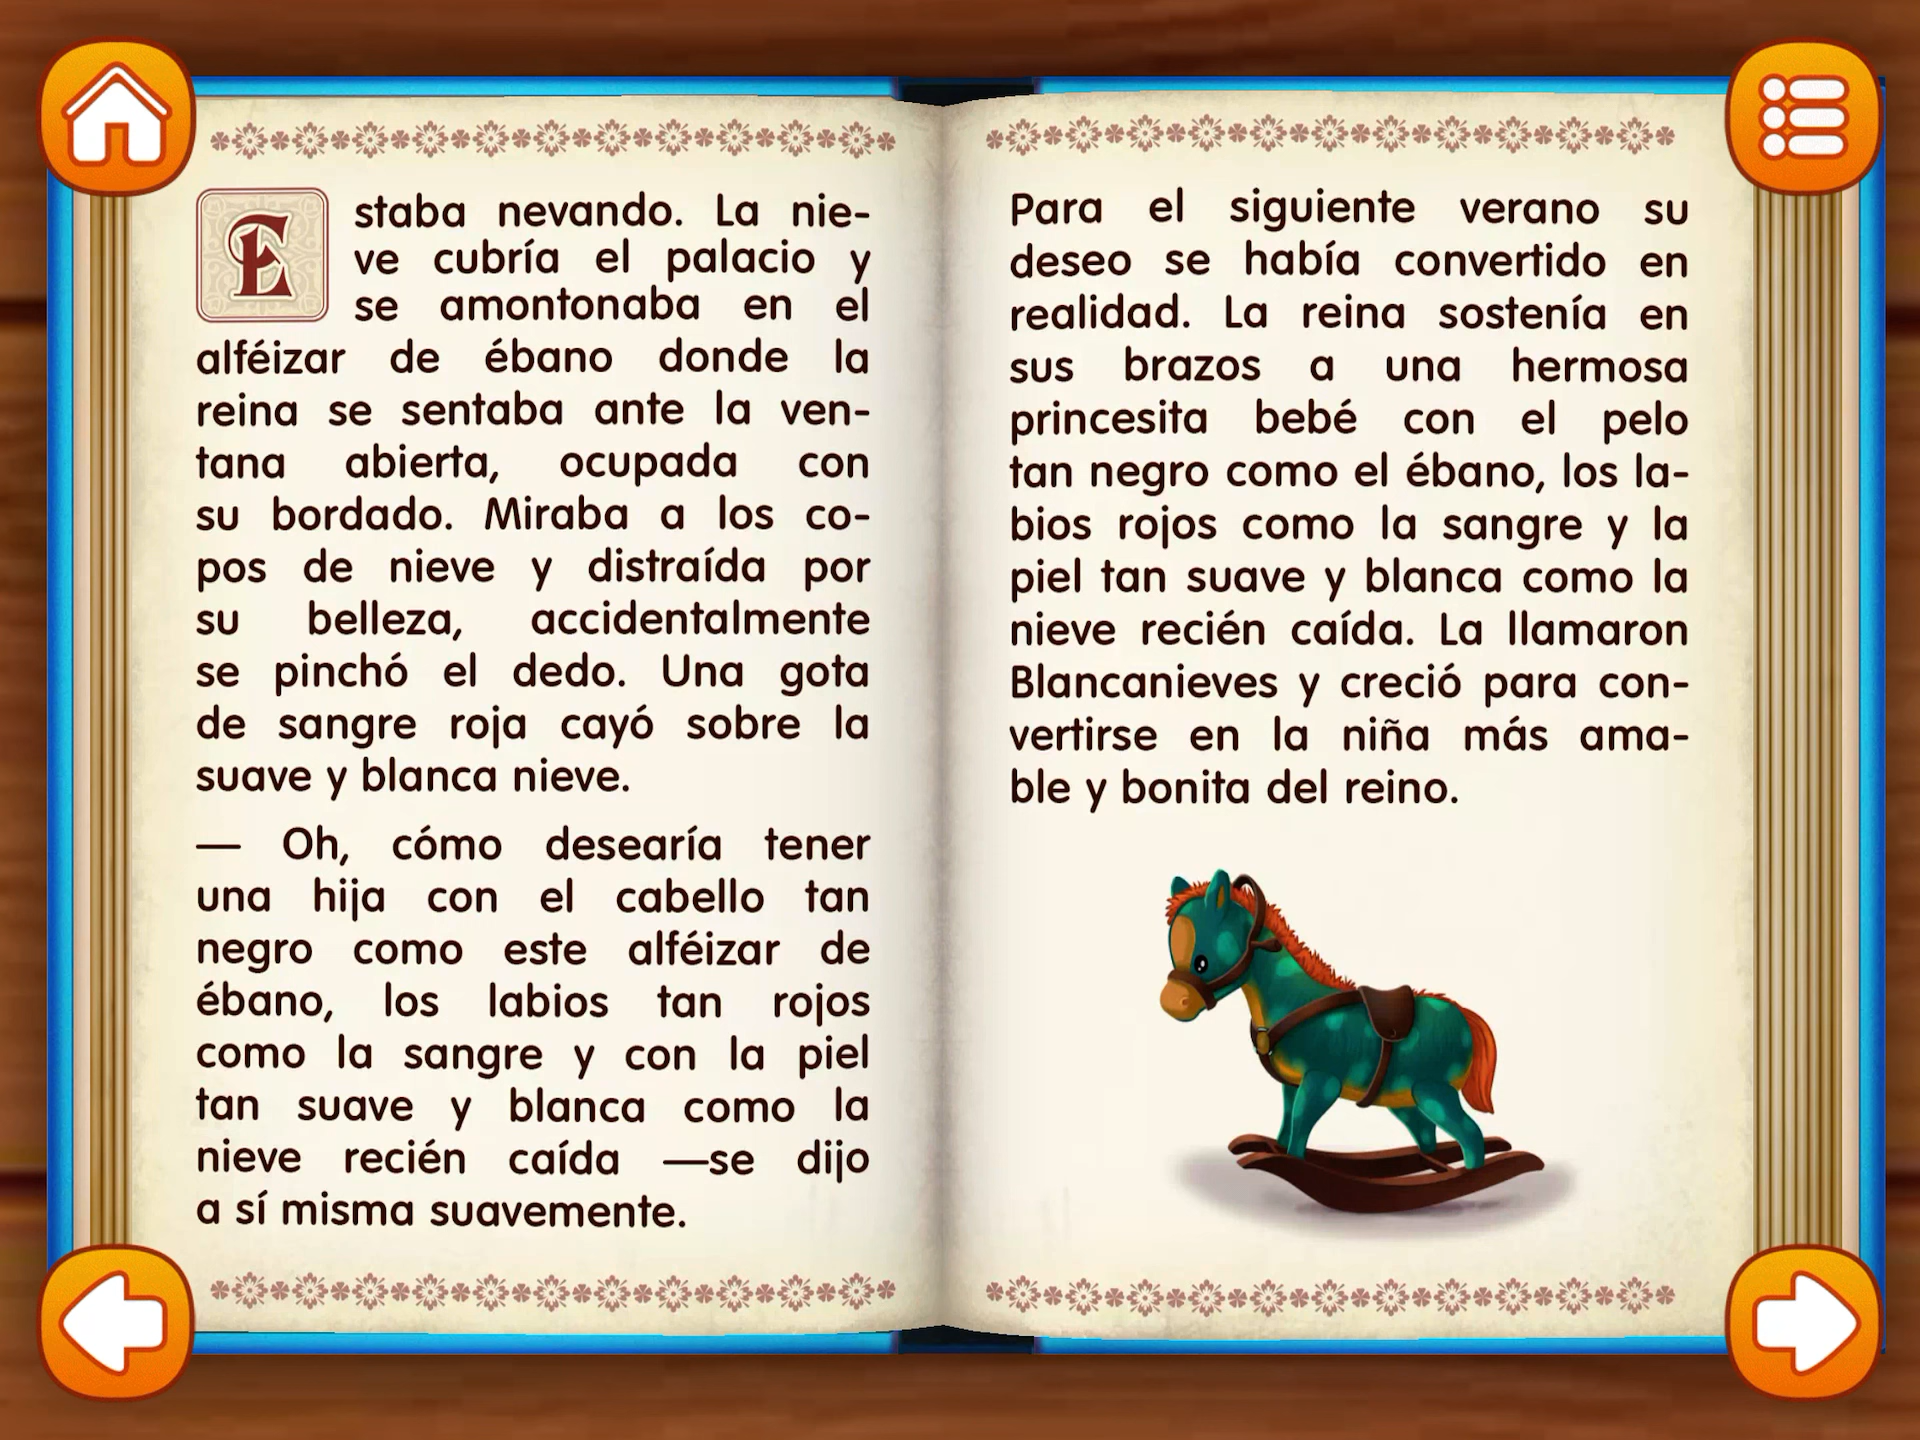 Estaba nevando. La nie-
ve cubría el palacio y
se amontonaba en el
alféizar de ébano donde la
reina se sentaba ante la ven-
tana abierta, ocupada con
su bordado. Miraba a los co-
pos de nieve y distraída por
su belleza, accidentalmente
se pinchó el dedo. Una gota
de sangre roja cayó sobre la
suave y blanca nieve.
— Oh, cómo desearía tener
una hija con el cabello tan
negro como este alféizar de
ébano, los labios tan rojos
como la sangre y con la piel
tan suave y blanca como la
nieve recién caída —se dijo
a sí misma suavemente.
Para el siguiente verano su
deseo se había convertido en
realidad. La reina sostenía en
sus brazos a una hermosa
princesita bebé con el pelo
tan negro como el ébano, los la-
bios rojos como la sangre y la
piel tan suave y blanca como la
nieve recién caída. La llamaron
Blancanieves y creció para con-
vertirse en la niña más ama-
ble y bonita del reino.